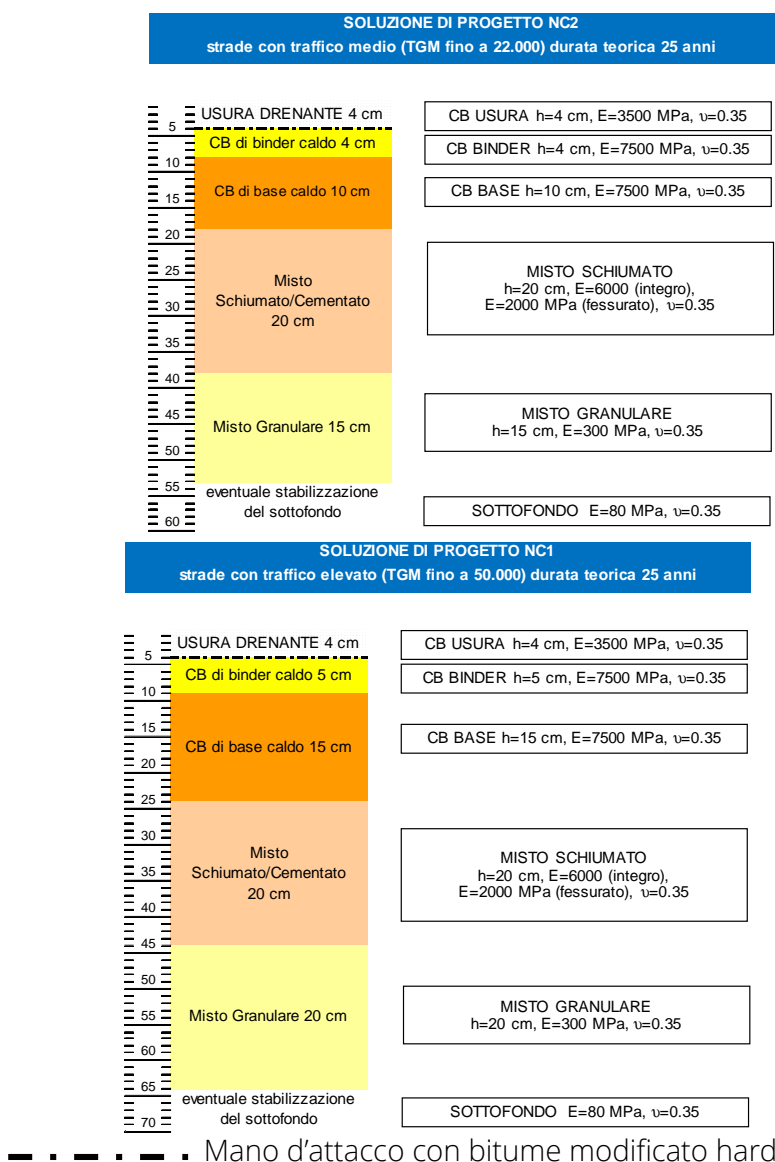 SOLUZIONE DI PROGETTO NC2
strade con traffico medio (TGM fino a 22.000) durata teorica 25 anni
USURA DRENANTE 4 cm
CB USURA h=4 cm, E=3500 MPa, υ=0.35
5
CB di binder caldo 4 cm
CB BINDER h=4 cm, E=7500 MPa, υ=0.35
10
CB di base caldo 10 cm
CB BASE h=10 cm, E=7500 MPa, υ=0.35
15
20
25
Misto
Schiumato/Cementato
20 cm
MISTO SCHIUMATO
h=20 cm, E=6000 (integro),
E=2000 MPa (fessurato), υ=0.35
30
35
40
45
Misto Granulare 15 cm
MISTO GRANULARE
h=15 cm, E=300 MPa, υ=0.35
50
55
eventuale stabilizzazione
del sottofondo
SOTTOFONDO E=80 MPa, υ=0.35
60
SOLUZIONE DI PROGETTO NC1
strade con traffico elevato (TGM fino a 50.000) durata teorica 25 anni
USURA DRENANTE 4 cm
CB USURA h=4 cm, E=3500 MPa, υ=0.35
5
CB di binder caldo 5 cm
CB BINDER h=5 cm, E=7500 MPa, υ=0.35
10
15
CB di base caldo 15 cm
CB BASE h=15 cm, E=7500 MPa, υ=0.35
20
25
30
Misto
Schiumato/Cementato
20 cm
MISTO SCHIUMATO
h=20 cm, E=6000 (integro),
E=2000 MPa (fessurato), υ=0.35
35
40
45
50
55
Misto Granulare 20 cm
MISTO GRANULARE
h=20 cm, E=300 MPa, υ=0.35
60
65
eventuale stabilizzazione
del sottofondo
SOTTOFONDO E=80 MPa, υ=0.35
70
Mano d'attacco con bitume modificato hard